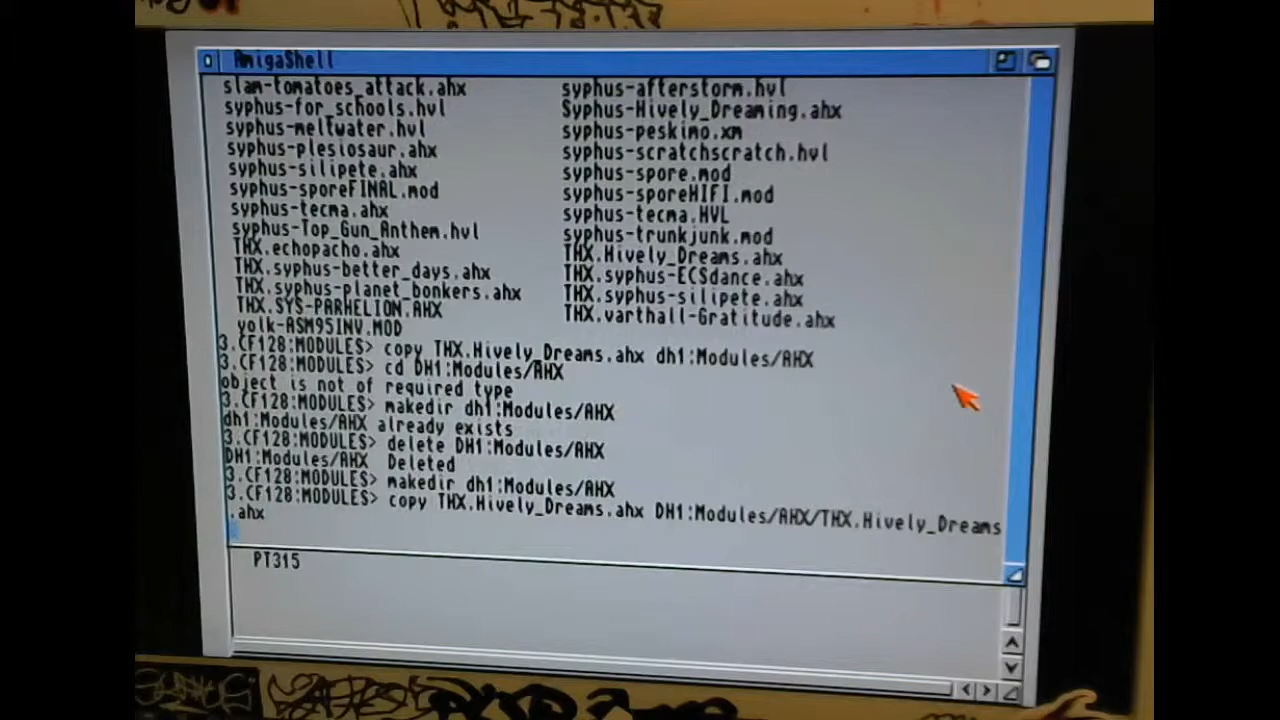 AmigaShell
slam-tomatoes_attack.ahx syphus-afterstorm.hvl
syphus-for_schools.hvl Syphus-Hively_Dreaming.ahx
syphus-meltwater.hvl syphus-peskimo.xm
syphus-plesiosaur.ahx syphus-scratchscratch.hvl
syphus-silipete.ahx syphus-spore.mod
syphus-sporeFINAL.mod syphus-sporeHIFI.mod
syphus-tecma.ahx syphus-tecma.HVL
syphus-Top_Gun_Anthem.hvl syphus-trunkjunk.mod
THX.echopacho.ahx THX.Hively_Dreams.ahx
THX.syphus-better_days.ahx THX.syphus-ECSdance.ahx
THX.syphus-planet_bonkers.ahx THX.syphus-silipete.ahx
THX.SYS-PARHELION.AHX THX.varthall-Gratitude.ahx
yolk-ASM95INV.MOD
3.CF128:MODULES> copy THX.Hively_Dreams.ahx dh1:Modules/AHX
3.CF128:MODULES> cd DH1:Modules/AHX
object is not of required type
3.CF128:MODULES> makedir dh1:Modules/AHX
dh1:Modules/AHX already exists
3.CF128:MODULES> delete DH1:Modules/AHX
DH1:Modules/AHX Deleted
3.CF128:MODULES> makedir dh1:Modules/AHX
3.CF128:MODULES> copy THX.Hively_Dreams.ahx DH1:Modules/AHX/THX.Hively_Dreams
.ahx
PT315